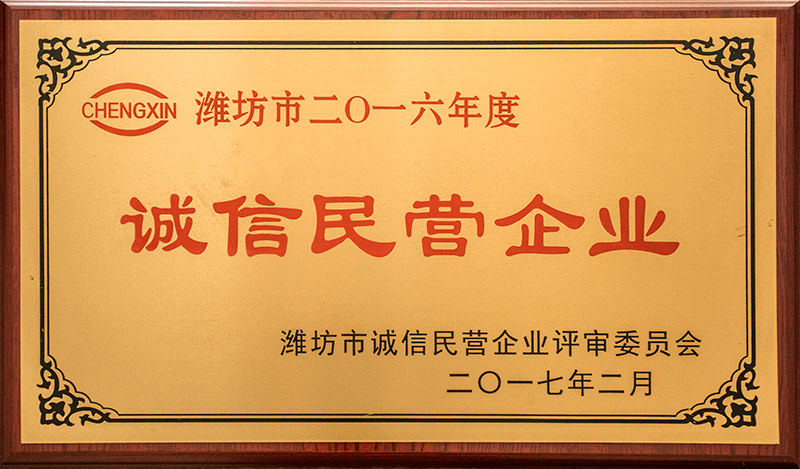 CHENGXIN 潍坊市二〇一六年度
诚信民营企业
潍坊市诚信民营企业评审委员会
二〇一七年二月